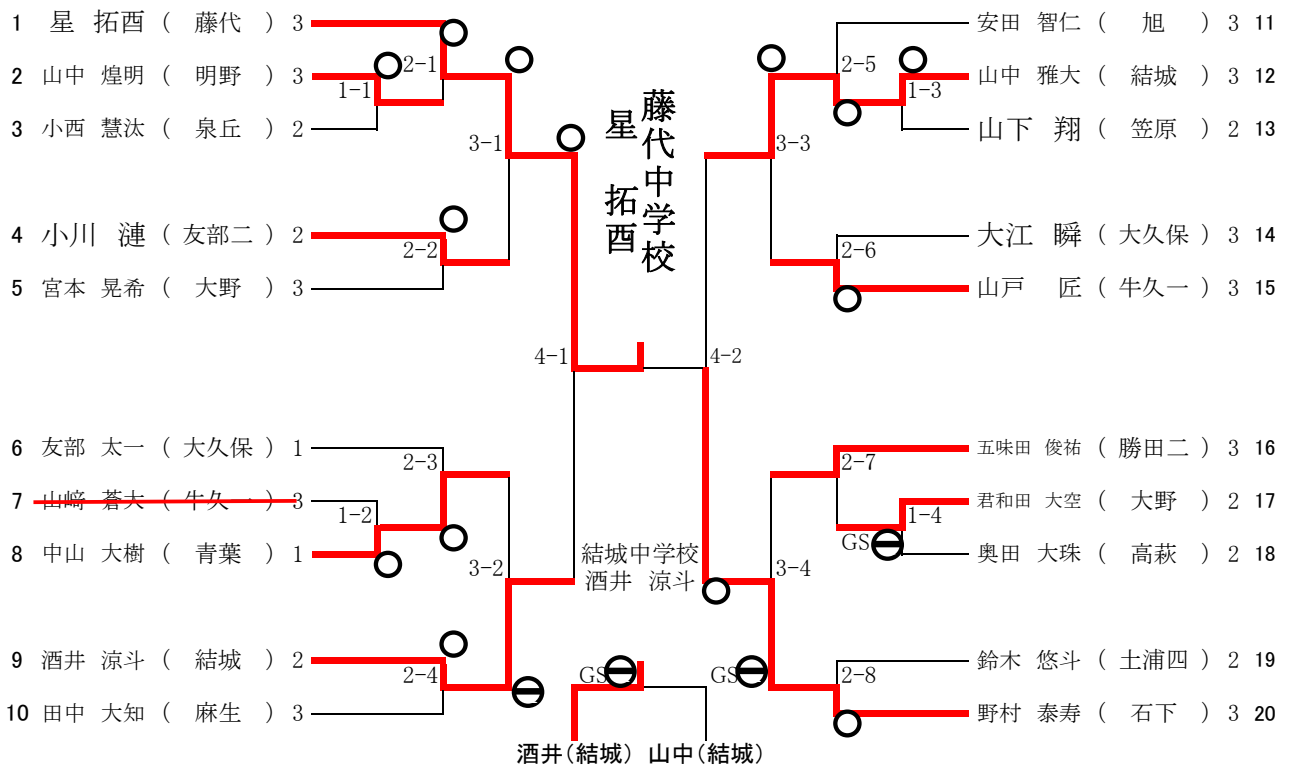 1 星 拓酉 ( 藤代 ) 3
2 山中 煌明 ( 明野 ) 3
3 小西 慧汰 ( 泉丘 ) 2
4 小川 漣 ( 友部二 ) 2
5 宮本 晃希 ( 大野 ) 3
6 友部 太一 ( 大久保 ) 1
7 山﨑 蒼大 ( 牛久一 ) 3
8 中山 大樹 ( 青葉 ) 1
9 酒井 涼斗 ( 結城 ) 2
10 田中 大知 ( 麻生 ) 3
1-1
2-1
2-2
3-1
4-1
2-3
1-2
3-2
2-4
藤代中学校
星 拓酉
結城中学校
酒井 涼斗
GS
酒井(結城) 山中(結城)
4-2
3-3
2-5
1-3
2-6
2-7
1-4
GS
3-4
GS
2-8
安田 智仁 ( 旭 ) 3 11
山中 雅大 ( 結城 ) 3 12
山下 翔 ( 笠原 ) 2 13
大江 瞬 ( 大久保 ) 3 14
山戸 匠 ( 牛久一 ) 3 15
五味田 俊祐 ( 勝田二 ) 3 16
君和田 大空 ( 大野 ) 2 17
奥田 大珠 ( 高萩 ) 2 18
鈴木 悠斗 ( 土浦四 ) 2 19
野村 泰寿 ( 石下 ) 3 20